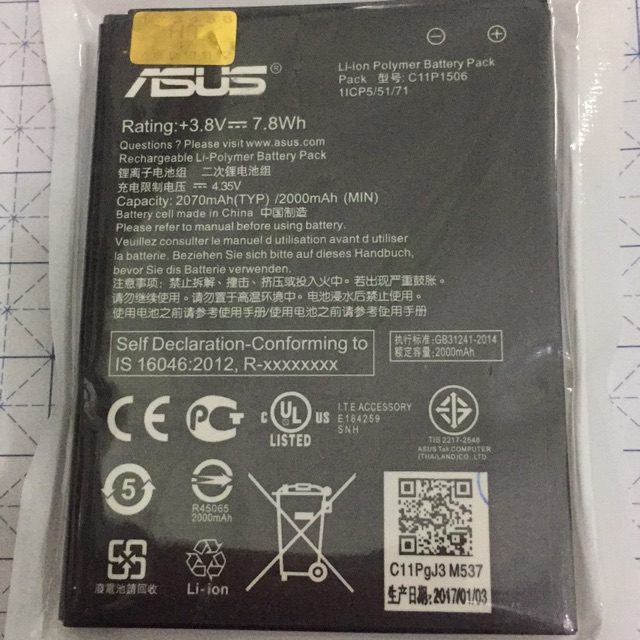 ASUS®
Li-ion Polymer Battery Pack
Pack 型号: C11P1506
1ICP5/51/71
Rating:+3.8V 7.8Wh
Questions ? Please visit www.asus.com
Rechargeable Li-Polymer Battery Pack
锂离子电池组 二次锂电池组
充电限制电压 4.35V
Capacity: 2070mAh(TYP) /2000mAh (MIN)
Battery cell made in China 中国制造
Please refer to manual before using battery.
Veuillez consulter le manuel d utilisation avant d utiliser
la batterie. Beziehen Sie sich bitte auf dieses Handbuch,
bevor Sie dis Batterie verwenden.
注意事项: 禁止拆解、撞击、挤压或投入火中。若出现严重鼓胀。
请勿继续使用。请勿置于高温环境中。电池浸水后禁止使用。
使用电池之前请参考使用手册/使用电池之前请参考使用手册
Self Declaration-Conforming to
IS 16046:2012, R-xxxxxxxx
执行标准:GB31241-2014
额定容量:2000mAh
CE
PCT
C UL US
LISTED
I.T.E ACCESSORY
E184259
SNH
TIS 2217-2548
ASUS Tek COMPUTER
(THAILAND)CO.,LTD
5
R45065
2000mAh
廢電池請回收
Li-ion
C11PgJ3 M537
生产日期:2017/01/03